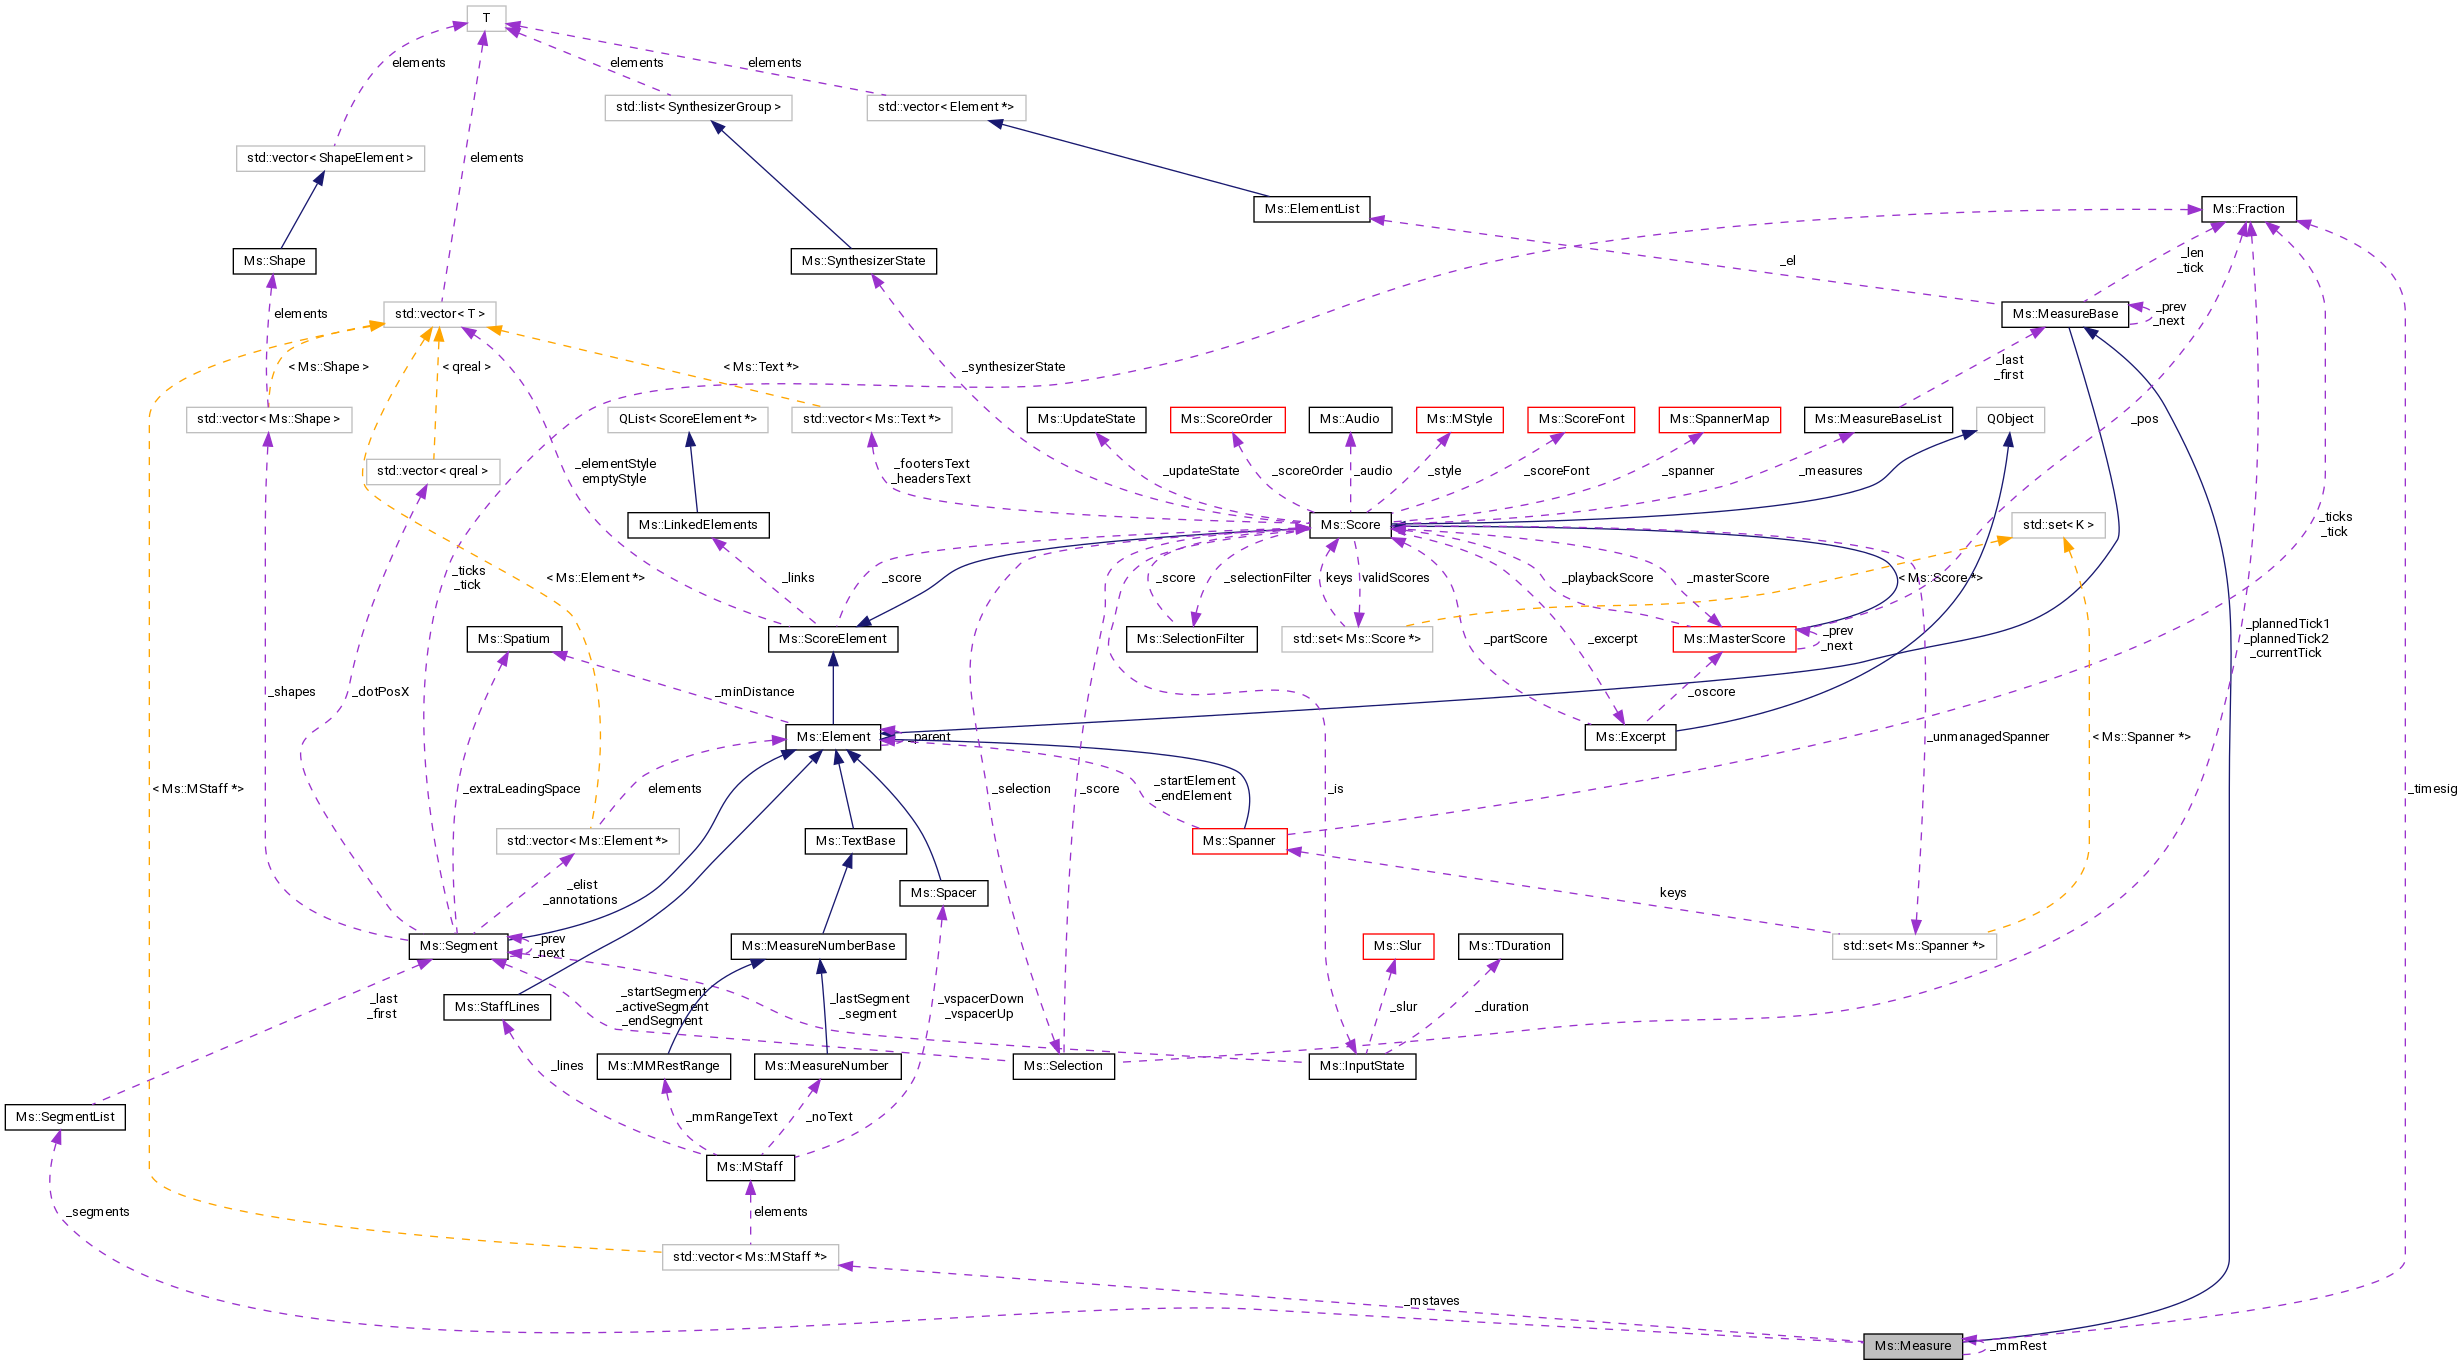 T
elements
elements
elements
std::list< SynthesizerGroup >
std::vector< Element *>
std::vector< ShapeElement >
elements
Ms::ElementList
Ms::Fraction
Ms::Shape
Ms::SynthesizerState
_el
_len
_tick
elements
std::vector< T >
Ms::MeasureBase
_prev
_next
< Ms::Shape >
< qreal >
< Ms::Text *>
_synthesizerState
_last
_first
std::vector< Ms::Shape >
QList< ScoreElement *>
std::vector< Ms::Text *>
Ms::UpdateState
Ms::ScoreOrder
Ms::Audio
Ms::MStyle
Ms::ScoreFont
Ms::SpannerMap
Ms::MeasureBaseList
QObject
_pos
std::vector< qreal >
_elementStyle
emptyStyle
_footersText
_headersText
_updateState
_scoreOrder
_audio
_style
_scoreFont
_spanner
_measures
Ms::LinkedElements
Ms::Score
std::set< K >
_ticks
_tick
_ticks
_tick
< Ms::Element *>
_links
_score
_score
_selectionFilter
keys
validScores
_playbackScore
_masterScore
< Ms::Score *>
Ms::Spatium
Ms::ScoreElement
Ms::SelectionFilter
std::set< Ms::Score *>
_partScore
_excerpt
Ms::MasterScore
_prev
_next
_plannedTick1
_plannedTick2
_currentTick
_shapes
_dotPosX
_minDistance
_oscore
Ms::Element
_parent
Ms::Excerpt
_unmanagedSpanner
< Ms::Spanner *>
< Ms::MStaff *>
_extraLeadingSpace
elements
_startElement
_endElement
_selection
_score
_is
_timesig
std::vector< Ms::Element *>
Ms::TextBase
Ms::Spanner
_elist
_annotations
Ms::Spacer
keys
Ms::Segment
_prev
_next
Ms::MeasureNumberBase
Ms::Slur
Ms::TDuration
std::set< Ms::Spanner *>
_last
_first
Ms::StaffLines
_startSegment
_activeSegment
_endSegment
_lastSegment
_segment
_vspacerDown
_vspacerUp
_slur
_duration
_lines
Ms::MMRestRange
Ms::MeasureNumber
Ms::Selection
Ms::InputState
Ms::SegmentList
_mmRangeText
_noText
Ms::MStaff
_segments
elements
std::vector< Ms::MStaff *>
_mstaves
Ms::Measure
_mmRest